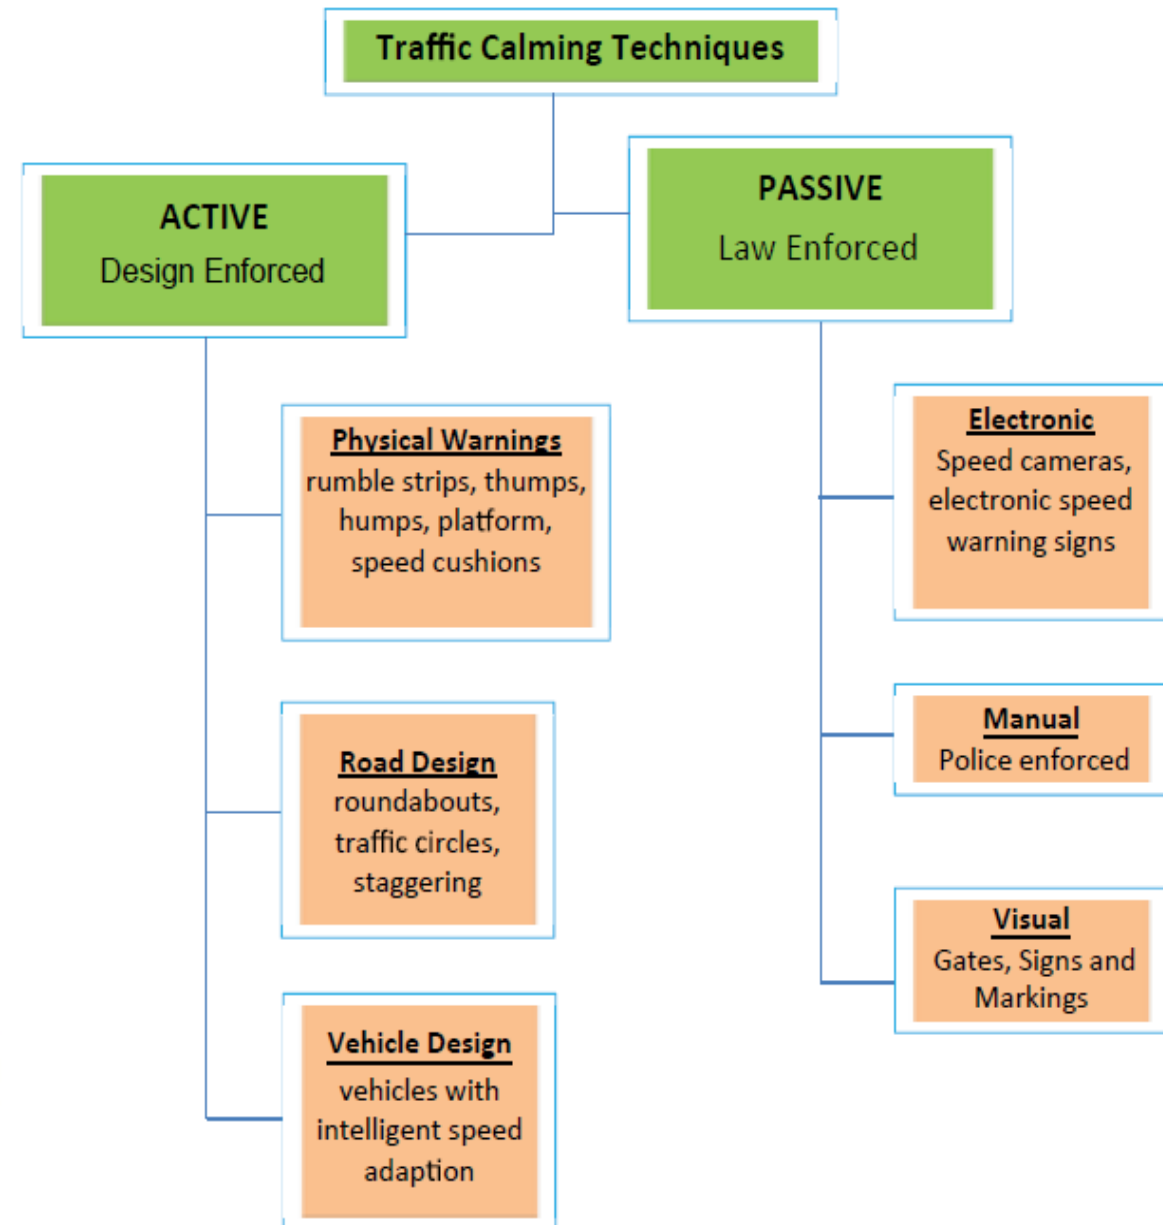 Traffic Calming Techniques
ACTIVE
Design Enforced
PASSIVE
Law Enforced
Physical Warnings
rumble strips, thumps,
humps, platform,
speed cushions
Road Design
roundabouts,
traffic circles,
staggering
Vehicle Design
vehicles with
intelligent speed
adaption
Electronic
Speed cameras,
electronic speed
warning signs
Manual
Police enforced
Visual
Gates, Signs and
Markings